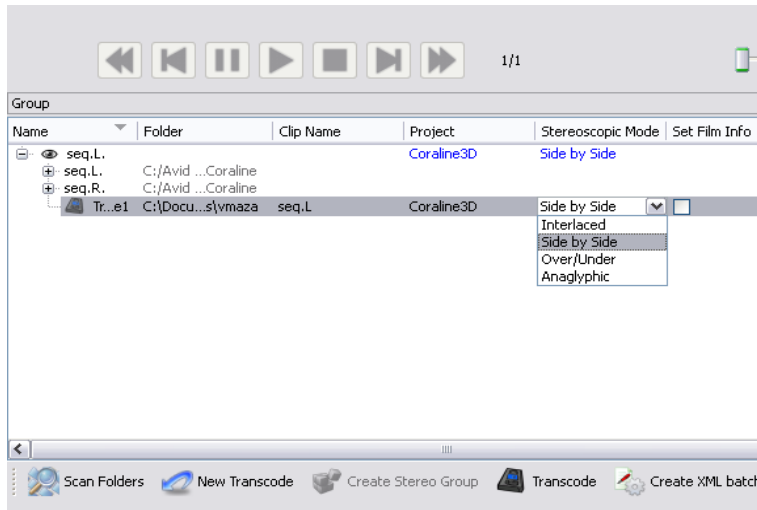 1/1
Group
Name Folder Clip Name Project Stereoscopic Mode Set Film Info
seq.L. Coraline3D Side by Side
seq.L. C:/Avid ...Coraline
seq.R. C:/Avid ...Coraline
Tr...e1 C:\Docu...s\vmaza seq.L Coraline3D Side by Side
Interlaced
Side by Side
Over/Under
Anaglyphic
Scan Folders New Transcode Create Stereo Group Transcode Create XML batch